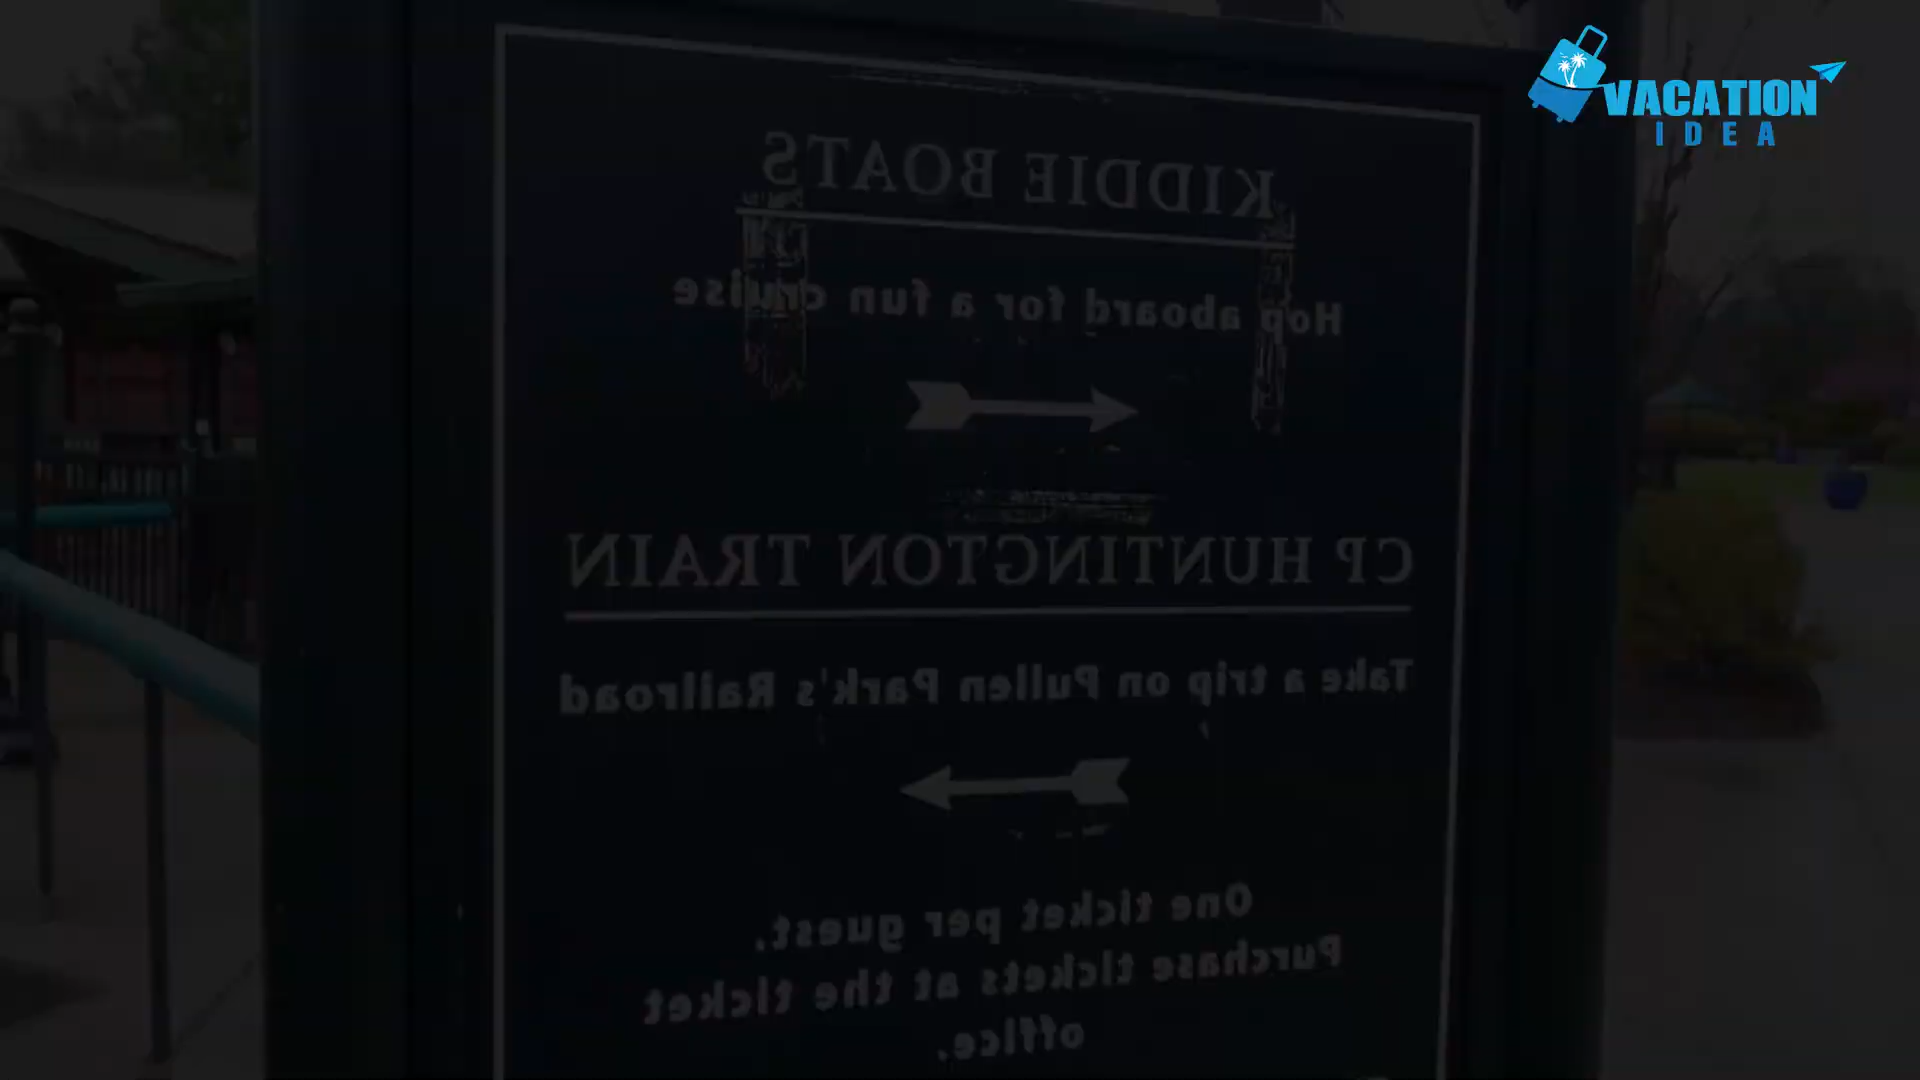 VACATION
IDEA
KIDDIE BOATS
Hop aboard for a fun cruise
CP HUNTINGTON TRAIN
Take a trip on Pullen Park's Railroad
One ticket per guest.
Purchase tickets at the ticket
office.